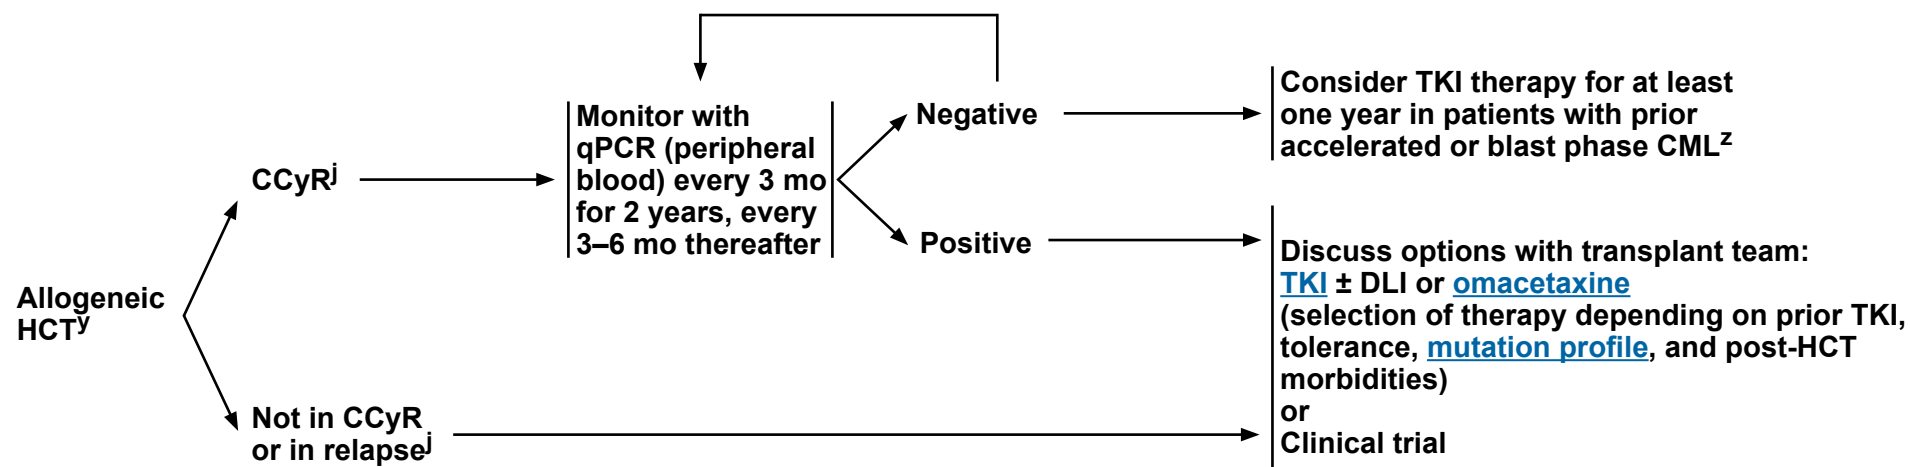 Allogeneic
HCTʸ
CCyRʲ
Not in CCyR
or in relapseʲ
Monitor with
qPCR (peripheral
blood) every 3 mo
for 2 years, every
3–6 mo thereafter
Negative
Positive
Consider TKI therapy for at least
one year in patients with prior
accelerated or blast phase CMLᶻ
Discuss options with transplant team:
TKI ± DLI or omacetaxine
(selection of therapy depending on prior TKI,
tolerance, mutation profile, and post-HCT
morbidities)
or
Clinical trial